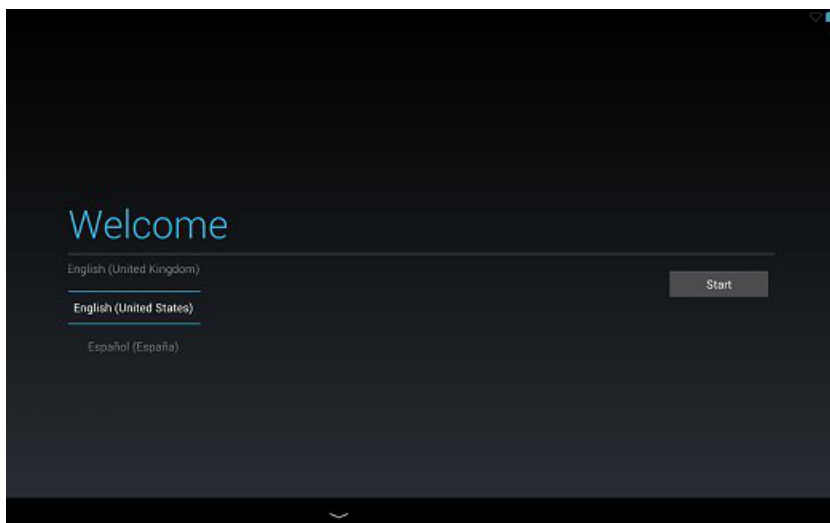 Welcome
English (United Kingdom)
Start
English (United States)
Español (España)